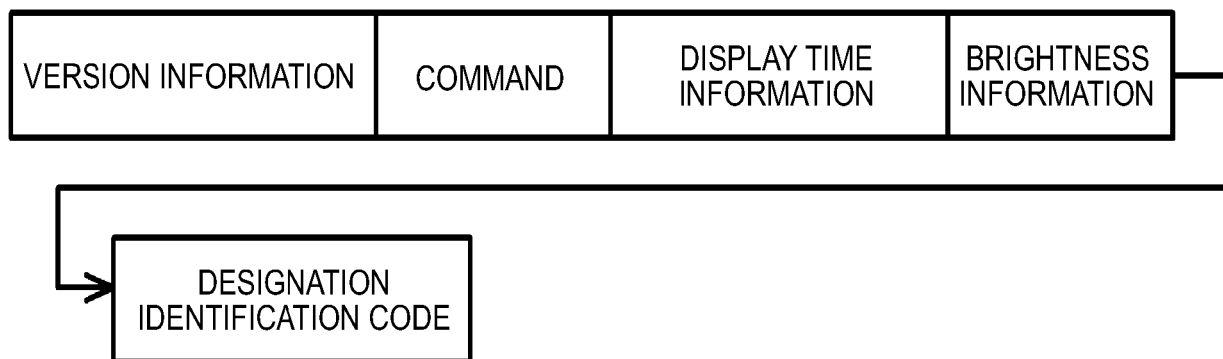 VERSION INFORMATION
COMMAND
DISPLAY TIME
INFORMATION
BRIGHTNESS
INFORMATION
DESIGNATION
IDENTIFICATION CODE